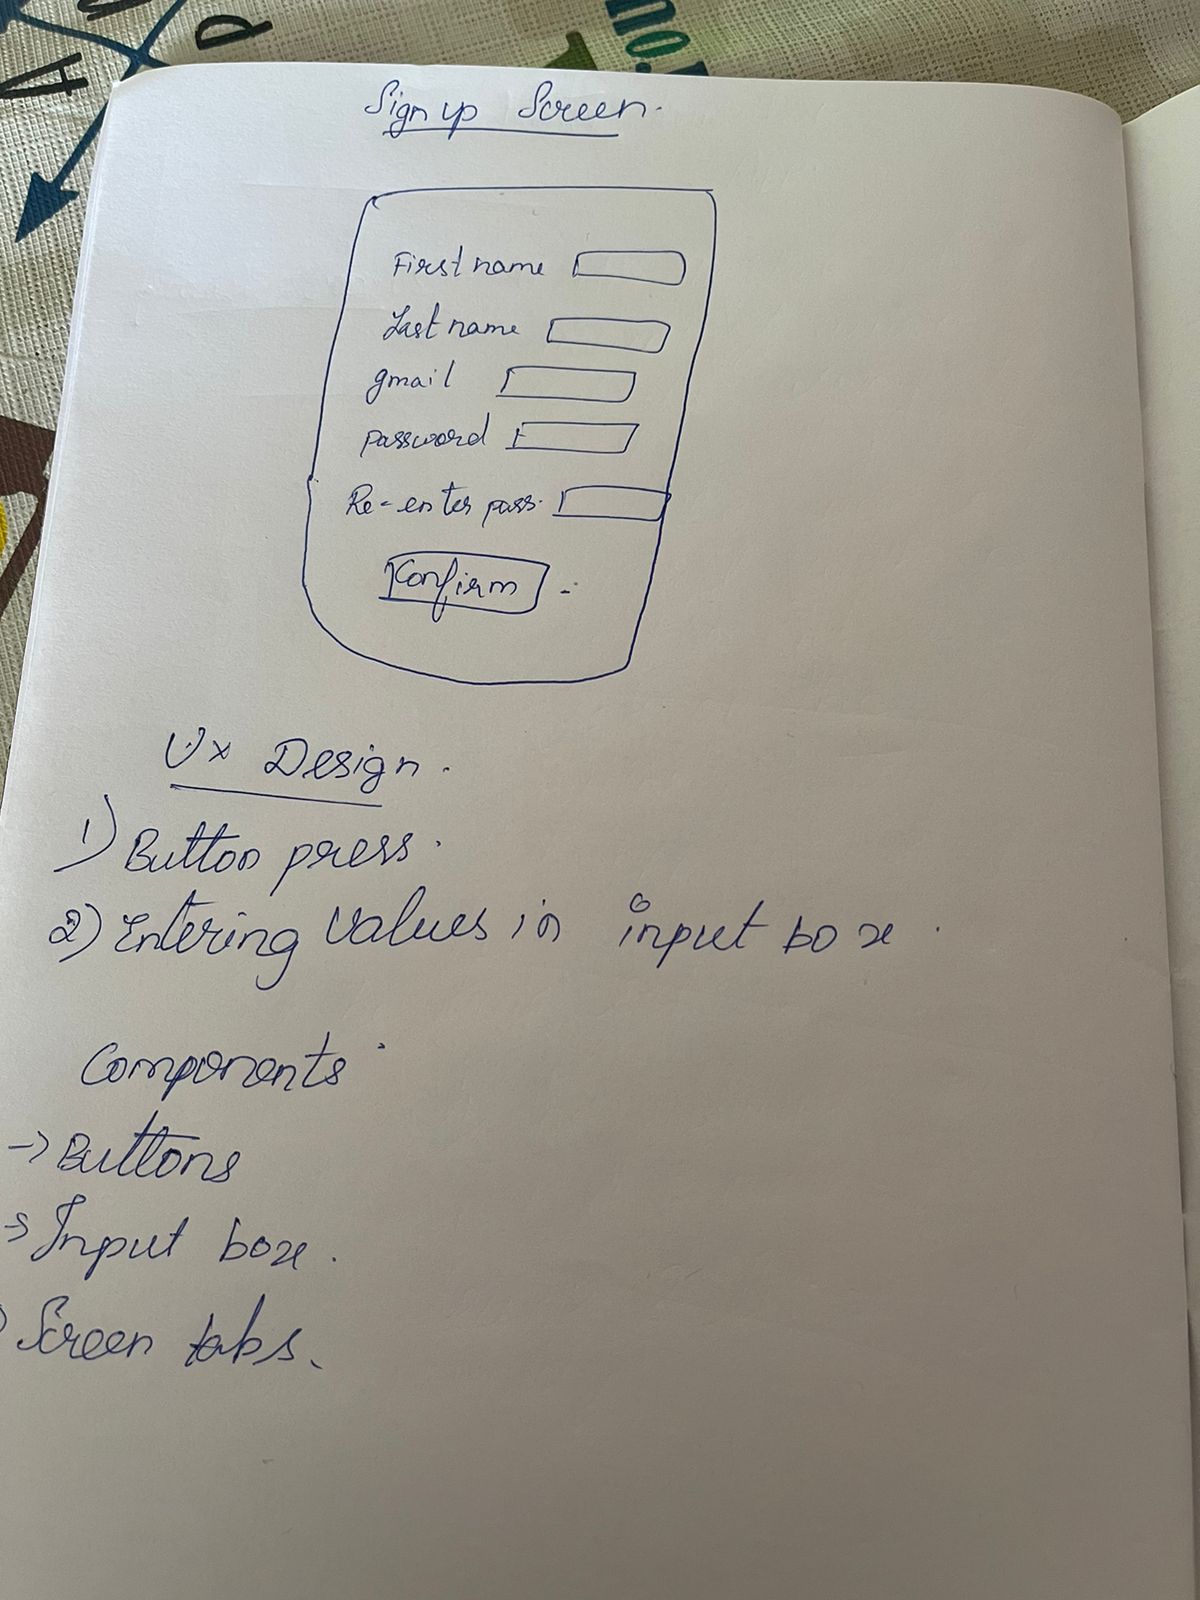 Sign up Screen.
First name
Last name
gmail
password
Re-enter pass.
Confirm
Ux Design.
1) Button press.
2) Entering values in input box.
Components
→ Buttons
→ Input box.
Screen tabs.